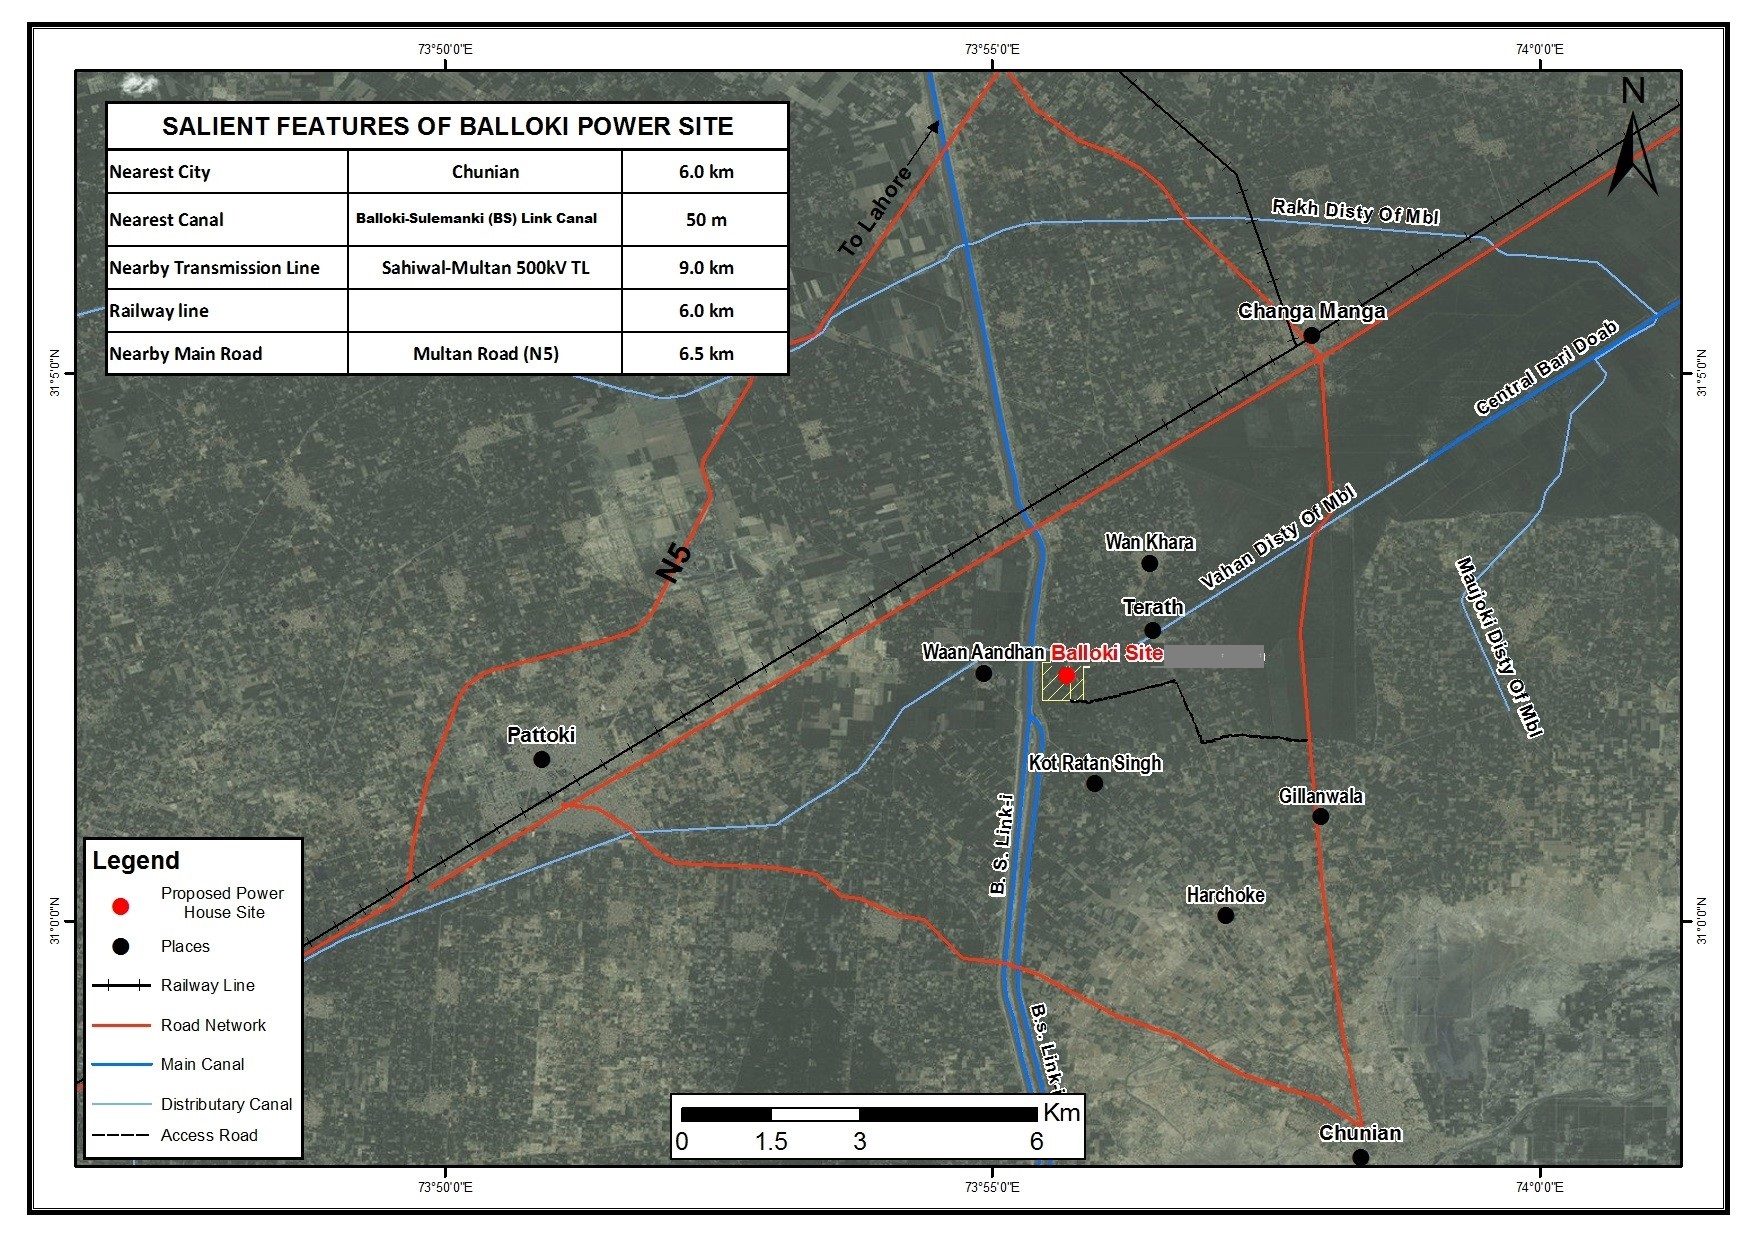 73°50'0"E 73°55'0"E 74°0'0"E
N
SALIENT FEATURES OF BALLOKI POWER SITE
Nearest City Chunian 6.0 km
Nearest Canal Balloki-Sulemanki (BS) Link Canal 50 m
Nearby Transmission Line Sahiwal-Multan 500kV TL 9.0 km
Railway line 6.0 km
Nearby Main Road Multan Road (N5) 6.5 km
To Lahore
Rakh Disty Of Mbl
Changa Manga
Central Bari Doab
31°5'0"N
31°5'0"N
Vahan Disty Of Mbl
N5
Wan Khara
Terath
Maujoki Disty Of Mbl
Waan Aandhan
Balloki Site
Pattoki
Kot Ratan Singh
Gillanwala
B. S. Link-i
Harchoke
31°0'0"N
31°0'0"N
B.s. Link-
Chunian
Legend
Proposed Power
House Site
Places
Railway Line
Road Network
Main Canal
Distributary Canal
Access Road
Km
0 1.5 3 6
73°50'0"E 73°55'0"E 74°0'0"E